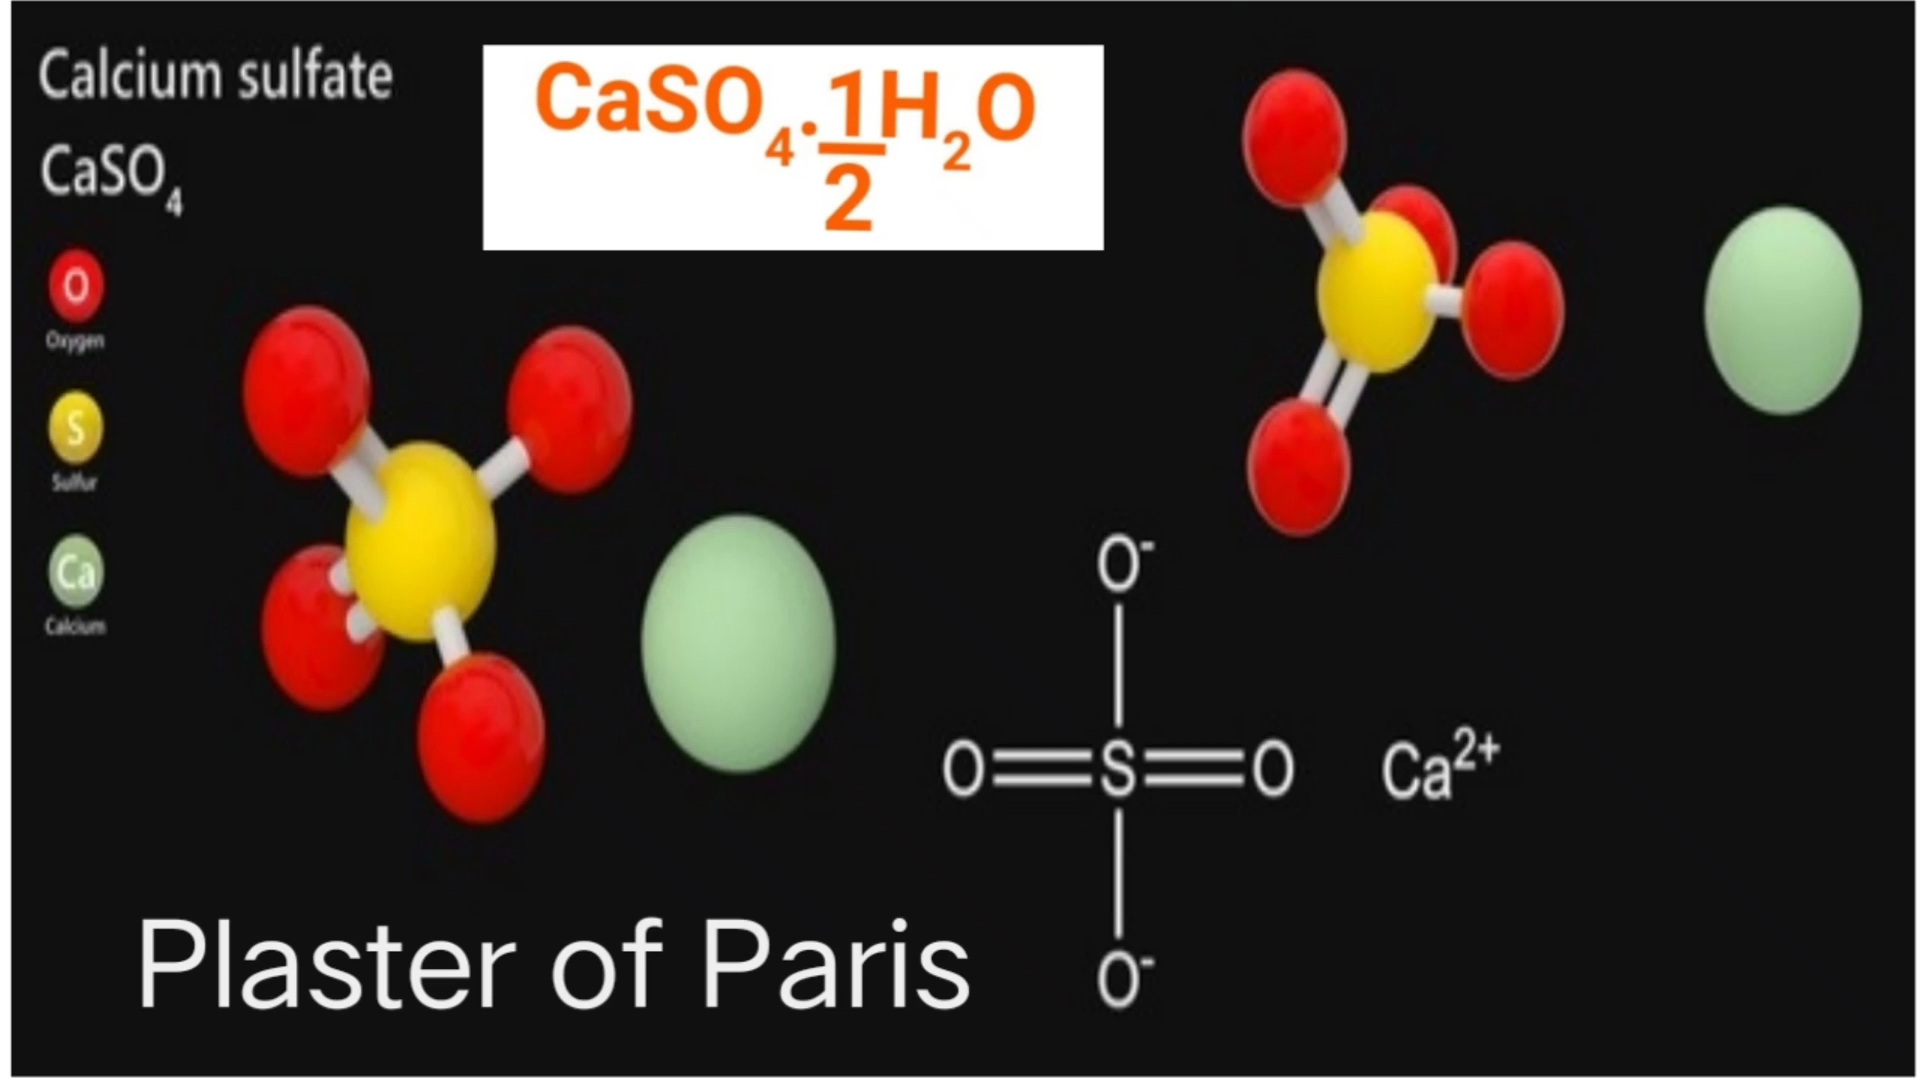 Calcium sulfate
CaSO₄
CaSO₄.1/2H₂O
O
Oxygen
S
Sulfur
Ca
Calcium
O⁻
O=S=O Ca²⁺
O⁻
Plaster of Paris